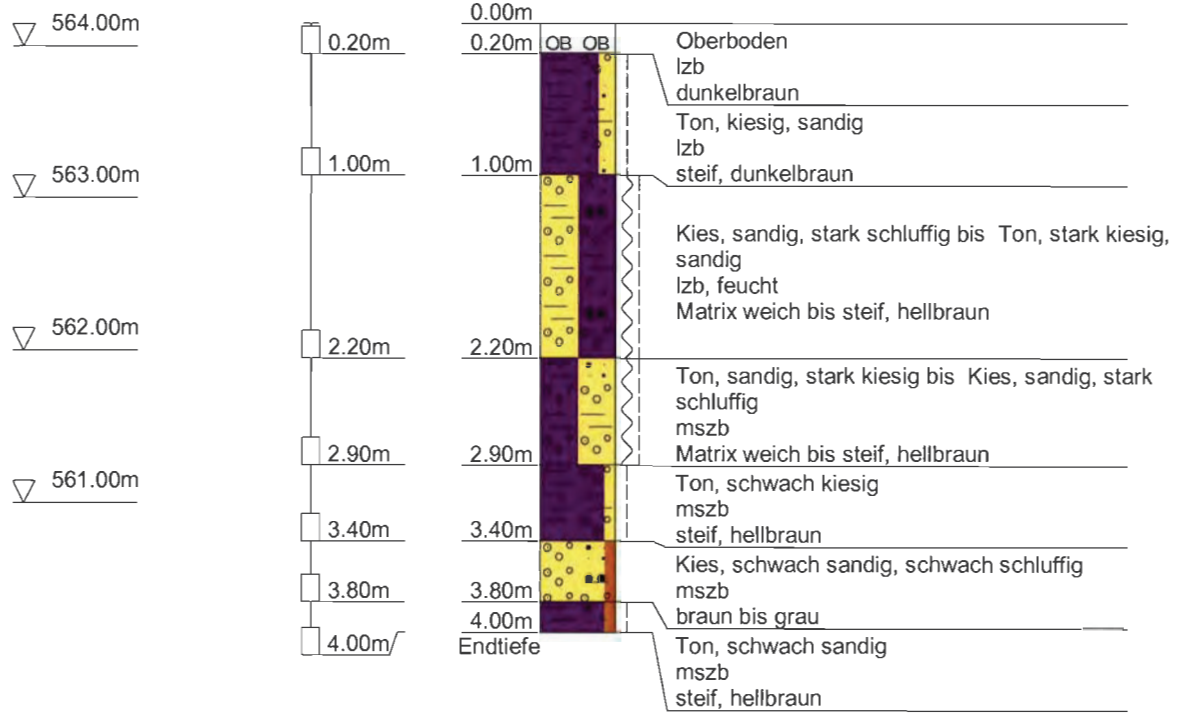 564.00m
563.00m
562.00m
561.00m
0.20m
1.00m
2.20m
2.90m
3.40m
3.80m
4.00m
0.00m
0.20m
1.00m
2.20m
2.90m
3.40m
3.80m
4.00m
Endtiefe
OB OB
Oberboden
lzb
dunkelbraun
Ton, kiesig, sandig
lzb
steif, dunkelbraun
Kies, sandig, stark schluffig bis Ton, stark kiesig,
sandig
lzb, feucht
Matrix weich bis steif, hellbraun
Ton, sandig, stark kiesig bis Kies, sandig, stark
schluffig
mszb
Matrix weich bis steif, hellbraun
Ton, schwach kiesig
mszb
steif, hellbraun
Kies, schwach sandig, schwach schluffig
mszb
braun bis grau
Ton, schwach sandig
mszb
steif, hellbraun